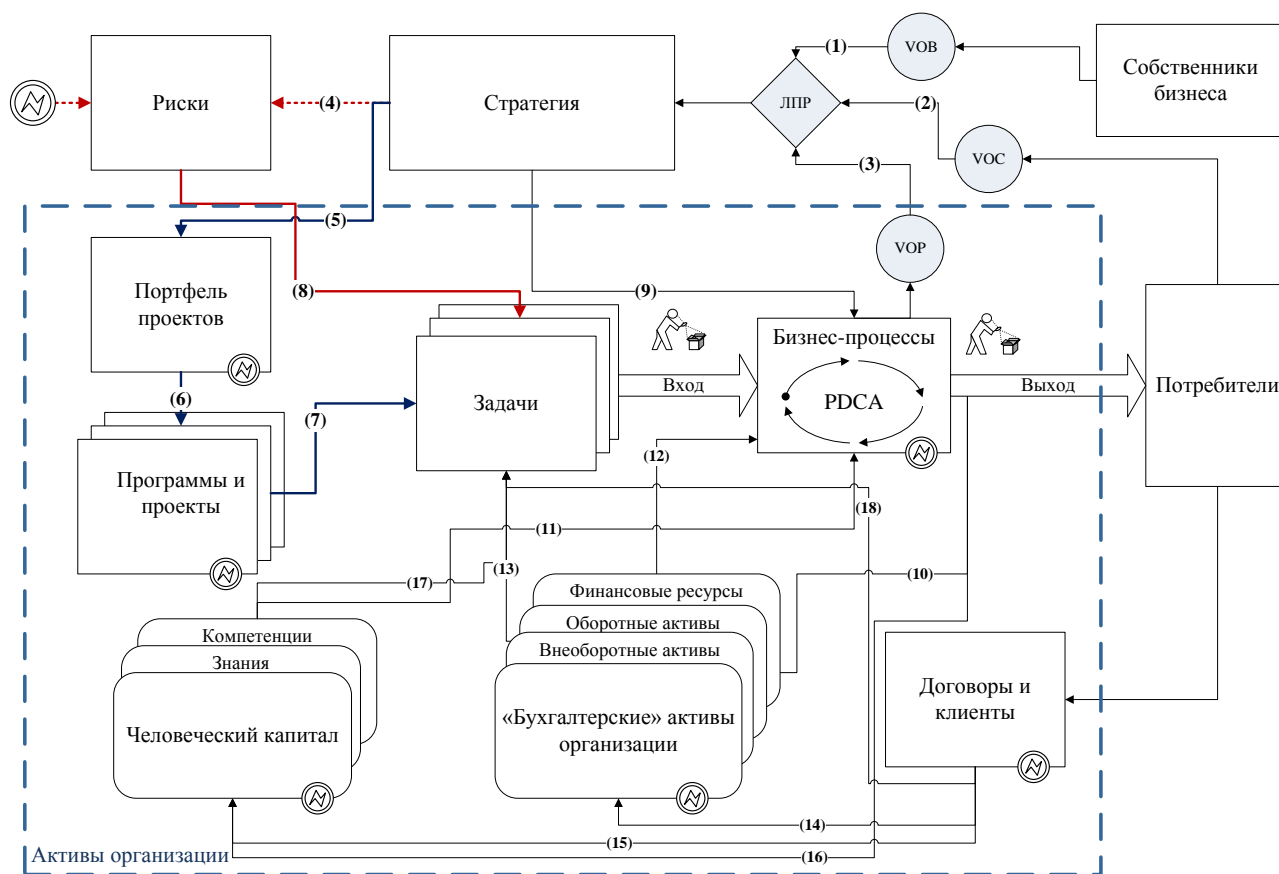 (1)
VOB
Собственники
бизнеса
Риски
(4)
Стратегия
ЛПР
(2)
VOC
(3)
(5)
VOP
Портфель
проектов
(8)
(9)
Бизнес-процессы
PDCA
Вход
Выход
Потребители
Задачи
(6)
(7)
Программы и
проекты
(12)
(11)
(18)
(13)
(17)
(10)
Финансовые ресурсы
Оборотные активы
Внеоборотные активы
«Бухгалтерские» активы
организации
Компетенции
Знания
Человеческий капитал
Договоры и
клиенты
(14)
(15)
(16)
Активы организации